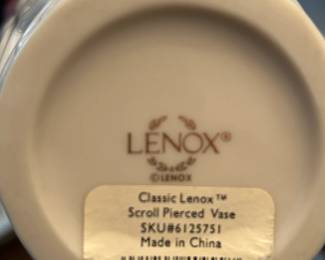 LENOX®
©LENOX
Classic Lenox™
Scroll Pierced Vase
SKU#6125751
Made in China